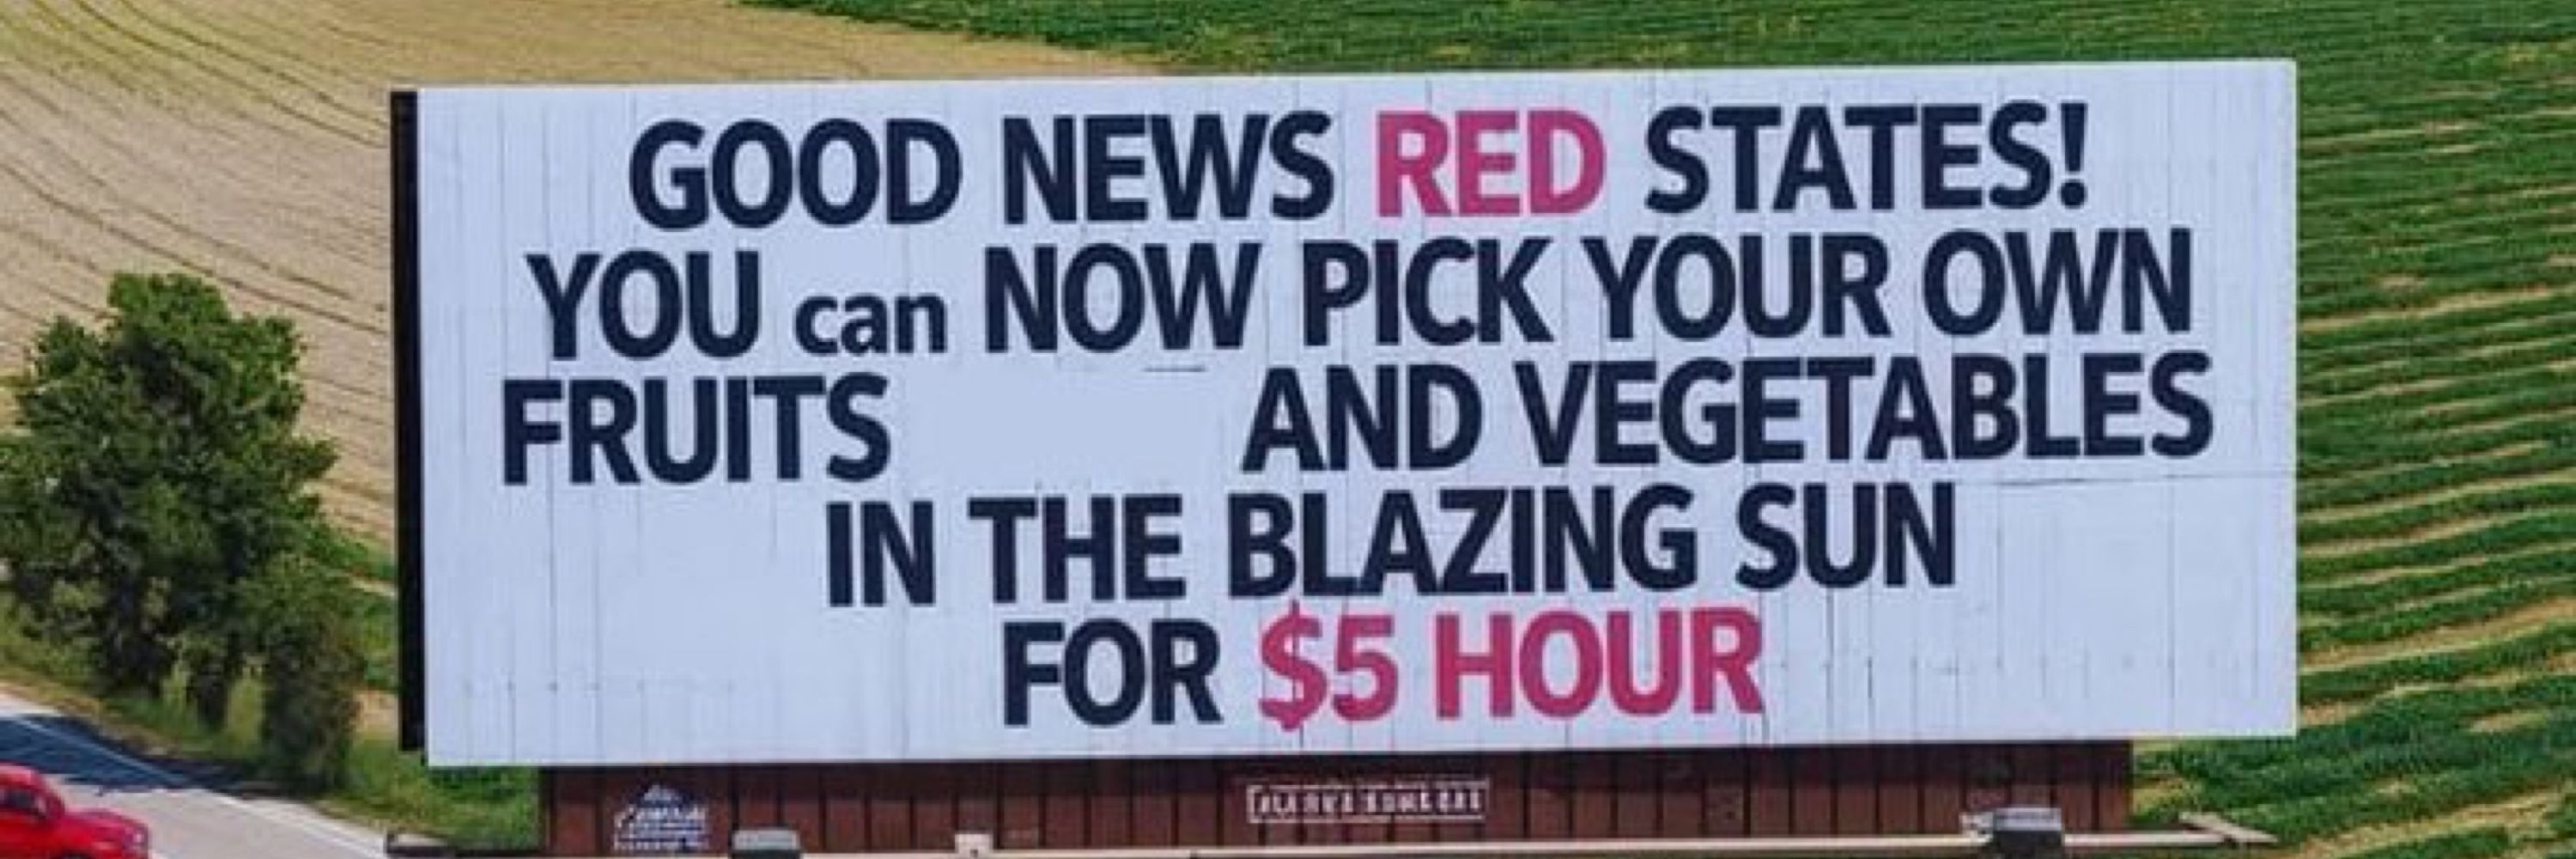 GOOD NEWS RED STATES!
YOU can NOW PICK YOUR OWN
FRUITS AND VEGETABLES
IN THE BLAZING SUN
FOR $5 HOUR